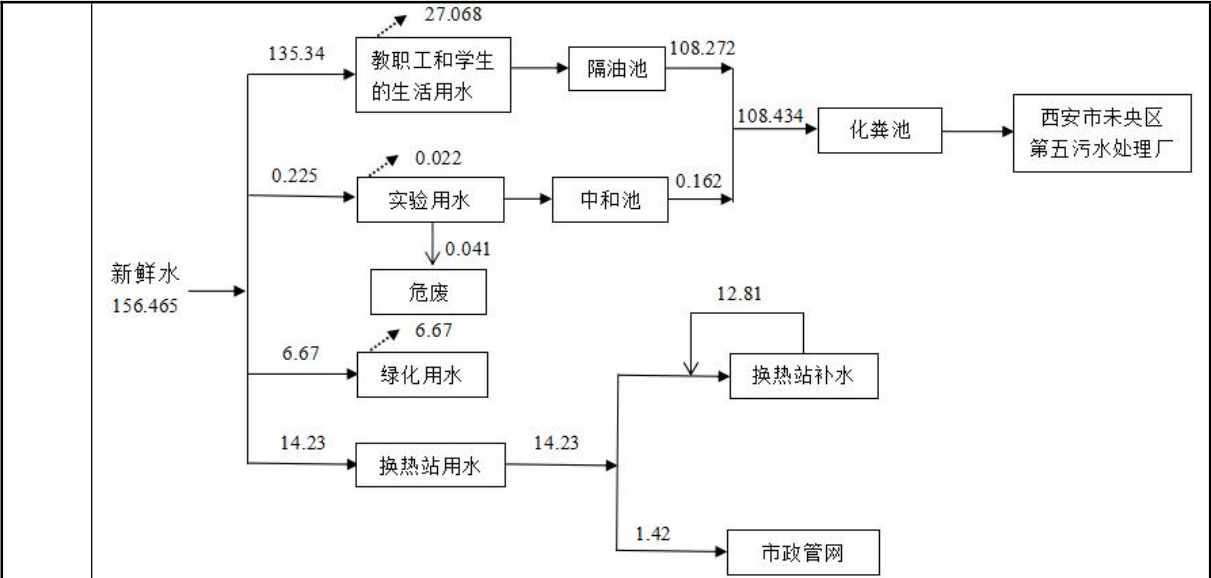 27.068
135.34
教职工和学生
的生活用水
隔油池
108.272
108.434
化粪池
西安市未央区
第五污水处理厂
0.022
0.225
实验用水
中和池
0.162
0.041
危废
新鲜水
156.465
6.67
6.67
绿化用水
12.81
换热站补水
14.23
换热站用水
14.23
1.42
市政管网